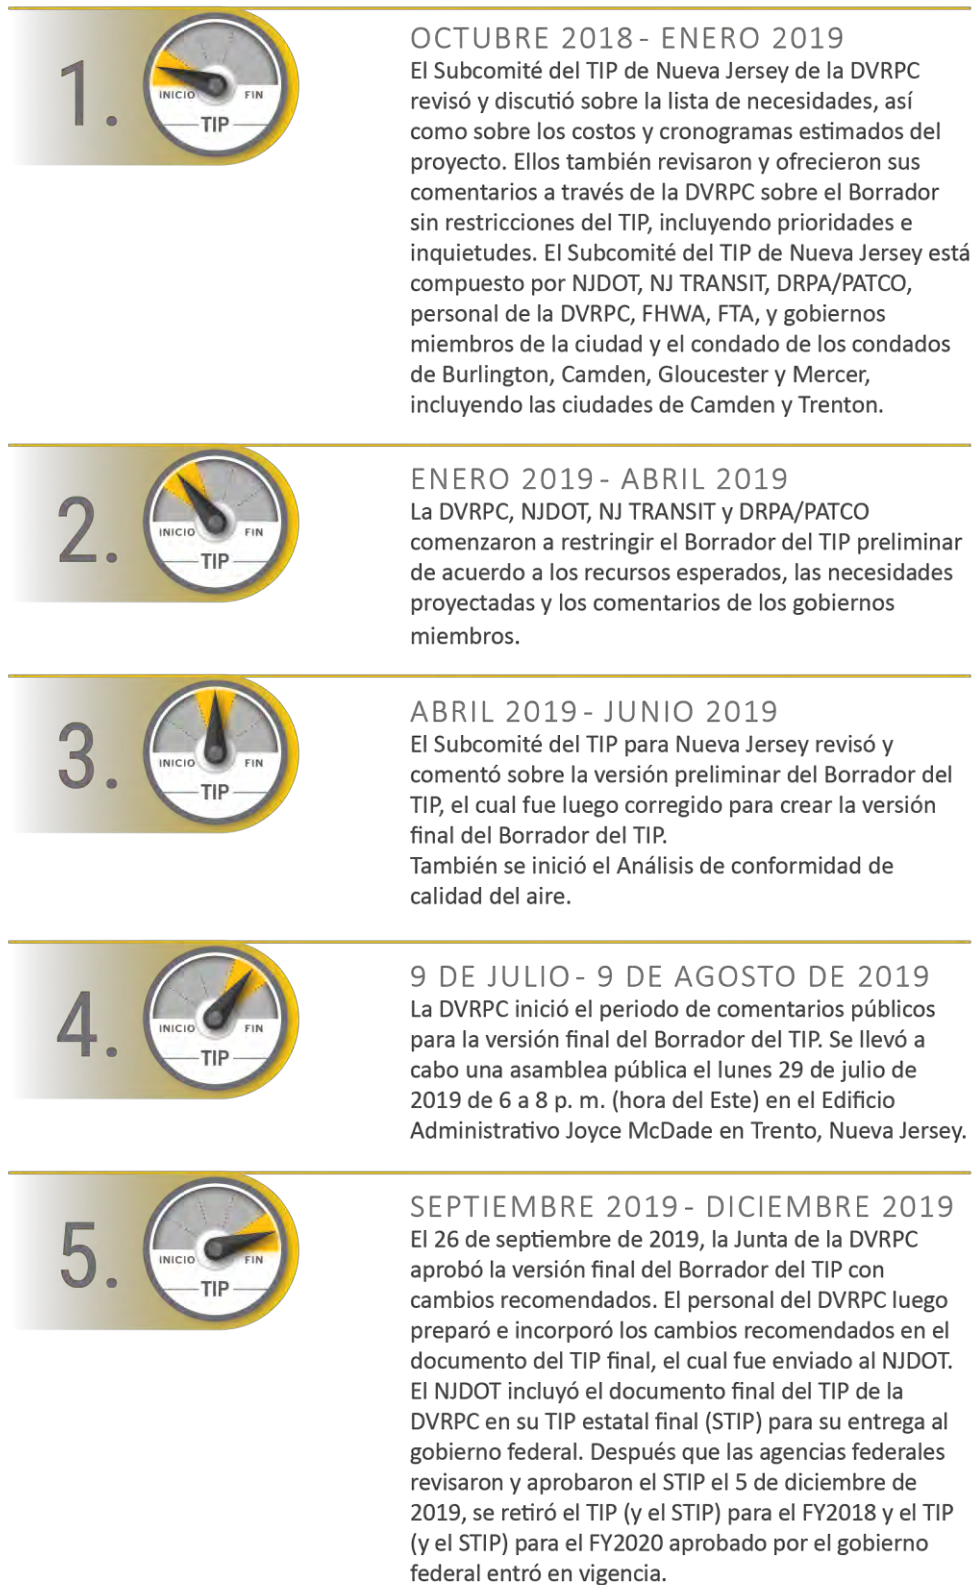 1.
INICIO FIN
TIP
OCTUBRE 2018 - ENERO 2019
El Subcomité del TIP de Nueva Jersey de la DVRPC
revisó y discutió sobre la lista de necesidades, así
como sobre los costos y cronogramas estimados del
proyecto. Ellos también revisaron y ofrecieron sus
comentarios a través de la DVRPC sobre el Borrador
sin restricciones del TIP, incluyendo prioridades e
inquietudes. El Subcomité del TIP de Nueva Jersey está
compuesto por NJDOT, NJ TRANSIT, DRPA/PATCO,
personal de la DVRPC, FHWA, FTA, y gobiernos
miembros de la ciudad y el condado de los condados
de Burlington, Camden, Gloucester y Mercer,
incluyendo las ciudades de Camden y Trenton.
2.
INICIO FIN
TIP
ENERO 2019 - ABRIL 2019
La DVRPC, NJDOT, NJ TRANSIT y DRPA/PATCO
comenzaron a restringir el Borrador del TIP preliminar
de acuerdo a los recursos esperados, las necesidades
proyectadas y los comentarios de los gobiernos
miembros.
3.
INICIO FIN
TIP
ABRIL 2019 - JUNIO 2019
El Subcomité del TIP para Nueva Jersey revisó y
comentó sobre la versión preliminar del Borrador del
TIP, el cual fue luego corregido para crear la versión
final del Borrador del TIP.
También se inició el Análisis de conformidad de
calidad del aire.
4.
INICIO FIN
TIP
9 DE JULIO - 9 DE AGOSTO DE 2019
La DVRPC inició el periodo de comentarios públicos
para la versión final del Borrador del TIP. Se llevó a
cabo una asamblea pública el lunes 29 de julio de
2019 de 6 a 8 p. m. (hora del Este) en el Edificio
Administrativo Joyce McDade en Trento, Nueva Jersey.
5.
INICIO FIN
TIP
SEPTIEMBRE 2019 - DICIEMBRE 2019
El 26 de septiembre de 2019, la Junta de la DVRPC
aprobó la versión final del Borrador del TIP con
cambios recomendados. El personal del DVRPC luego
preparó e incorporó los cambios recomendados en el
documento del TIP final, el cual fue enviado al NJDOT.
El NJDOT incluyó el documento final del TIP de la
DVRPC en su TIP estatal final (STIP) para su entrega al
gobierno federal. Después que las agencias federales
revisaron y aprobaron el STIP el 5 de diciembre de
2019, se retiró el TIP (y el STIP) para el FY2018 y el TIP
(y el STIP) para el FY2020 aprobado por el gobierno
federal entró en vigencia.